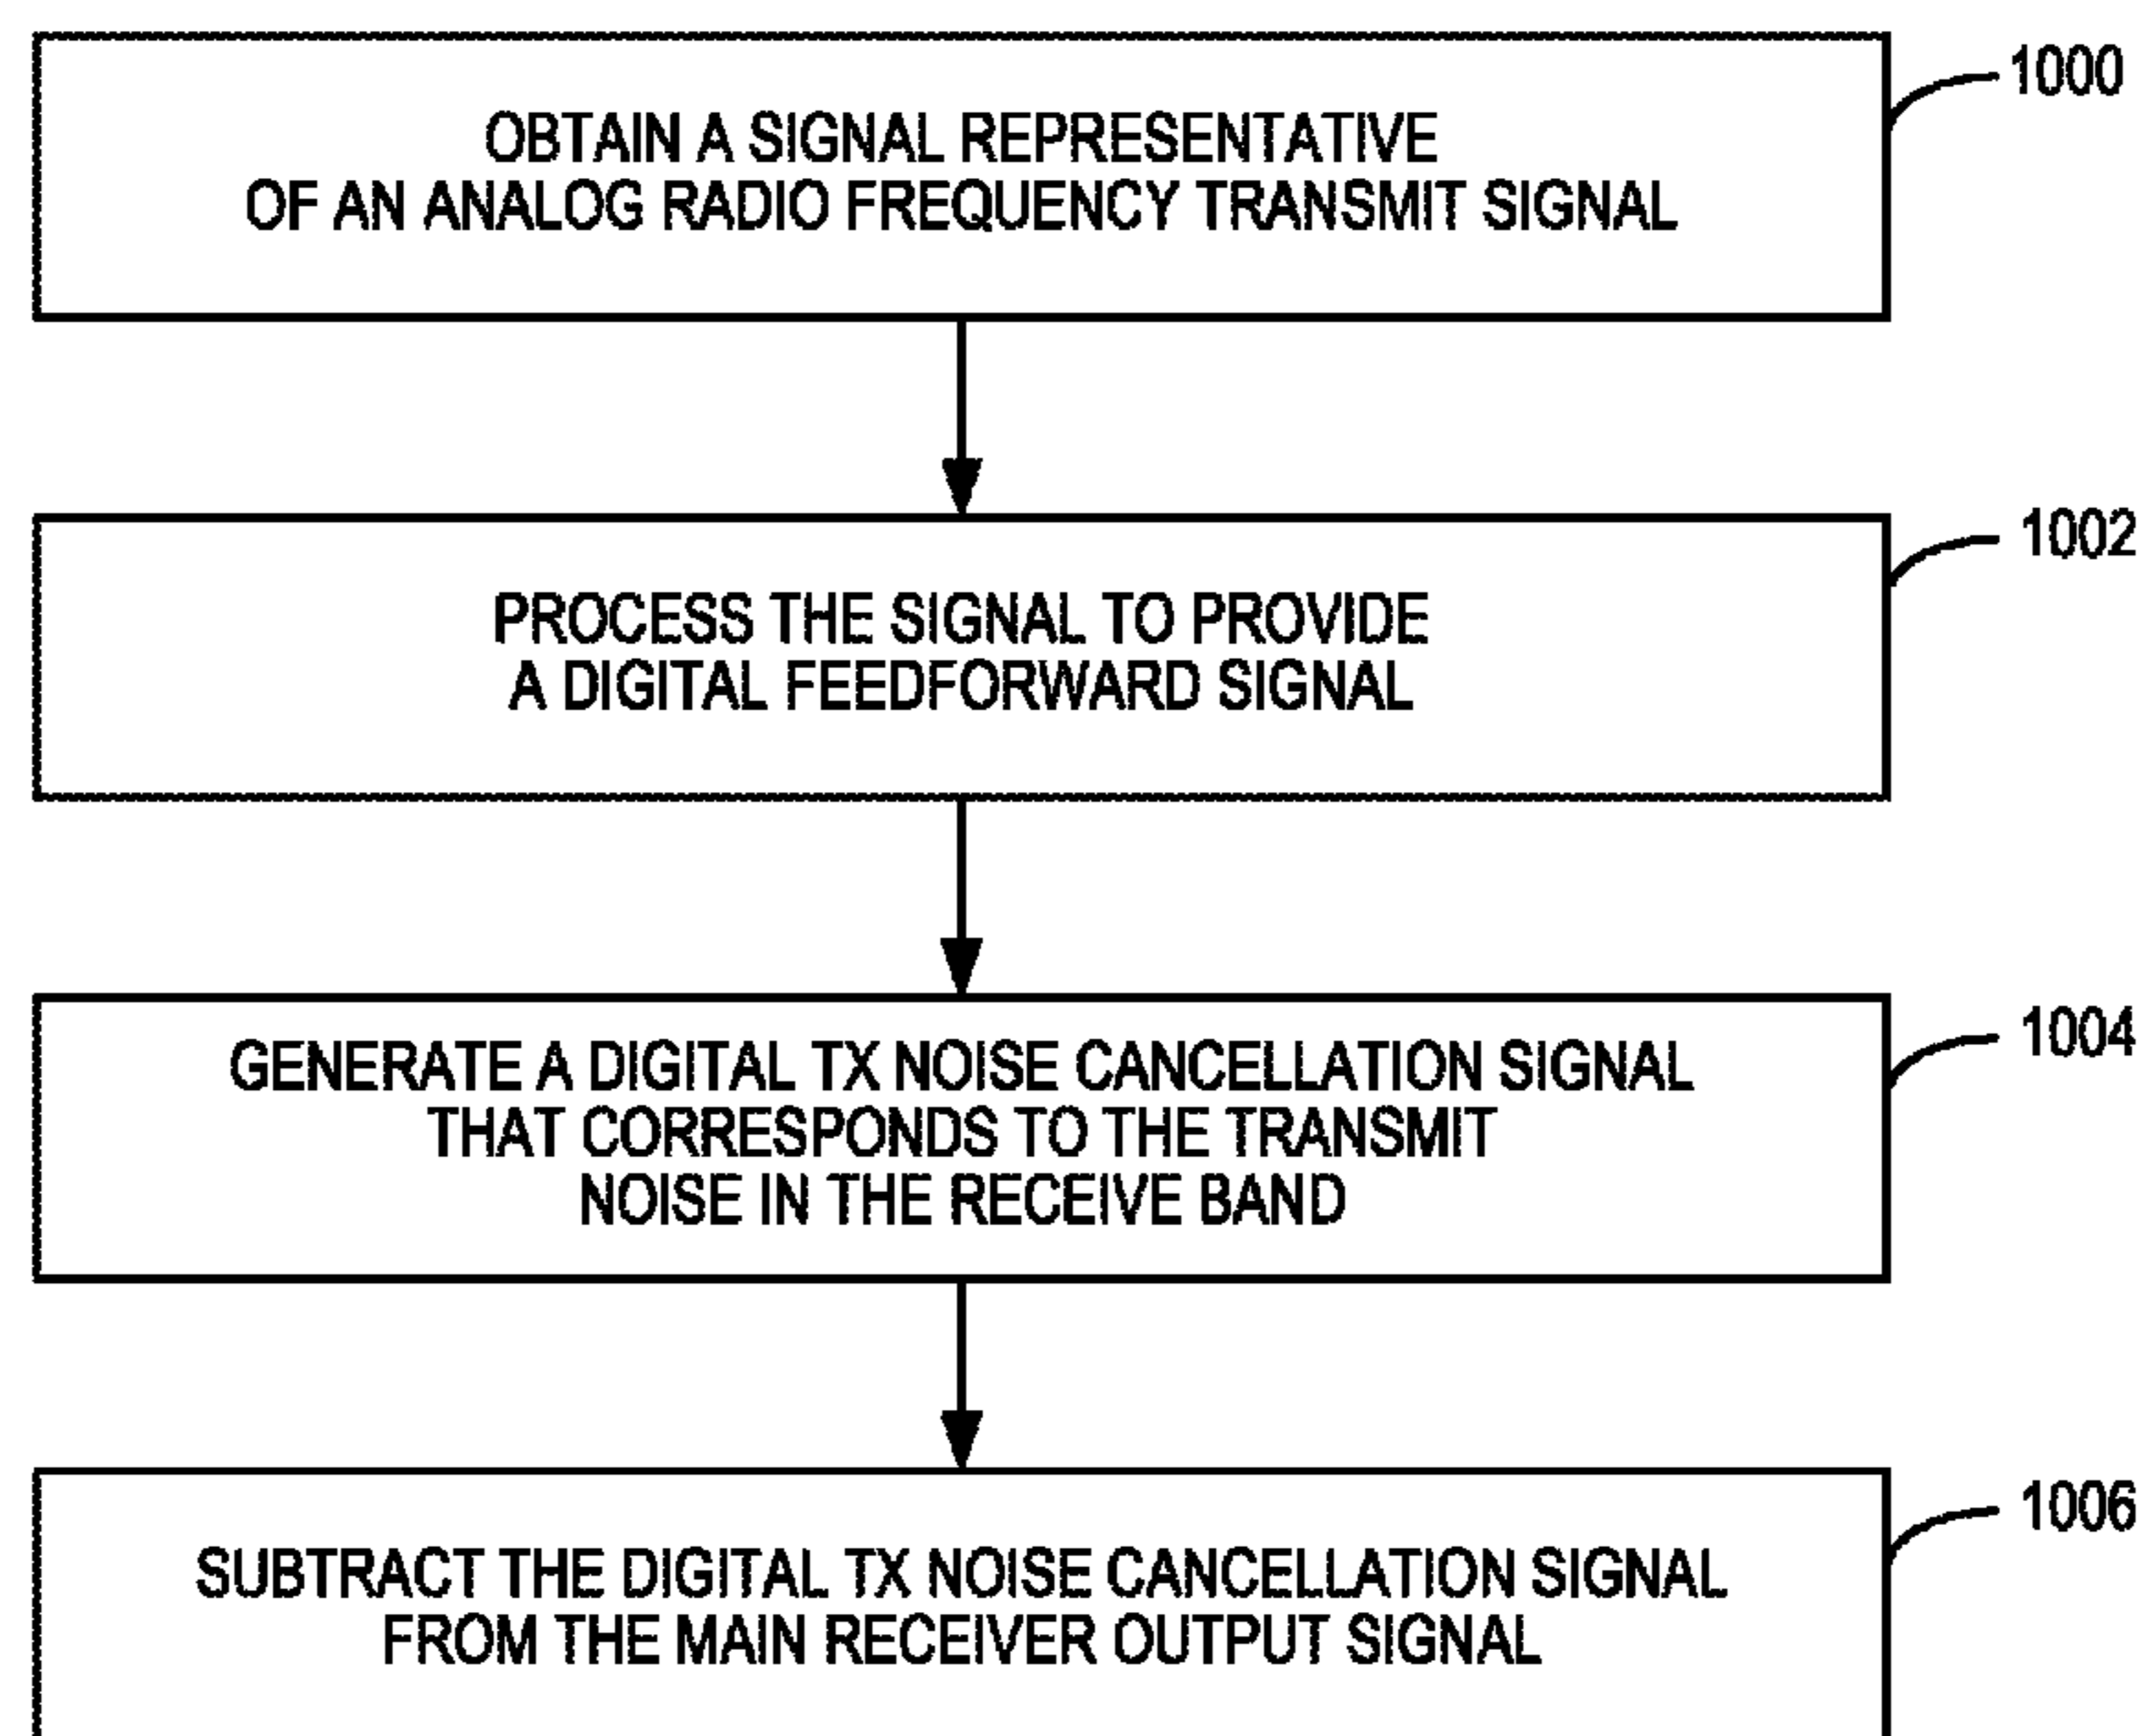 1000
OBTAIN A SIGNAL REPRESENTATIVE
OF AN ANALOG RADIO FREQUENCY TRANSMIT SIGNAL
1002
PROCESS THE SIGNAL TO PROVIDE
A DIGITAL FEEDFORWARD SIGNAL
1004
GENERATE A DIGITAL TX NOISE CANCELLATION SIGNAL
THAT CORRESPONDS TO THE TRANSMIT
NOISE IN THE RECEIVE BAND
1006
SUBTRACT THE DIGITAL TX NOISE CANCELLATION SIGNAL
FROM THE MAIN RECEIVER OUTPUT SIGNAL